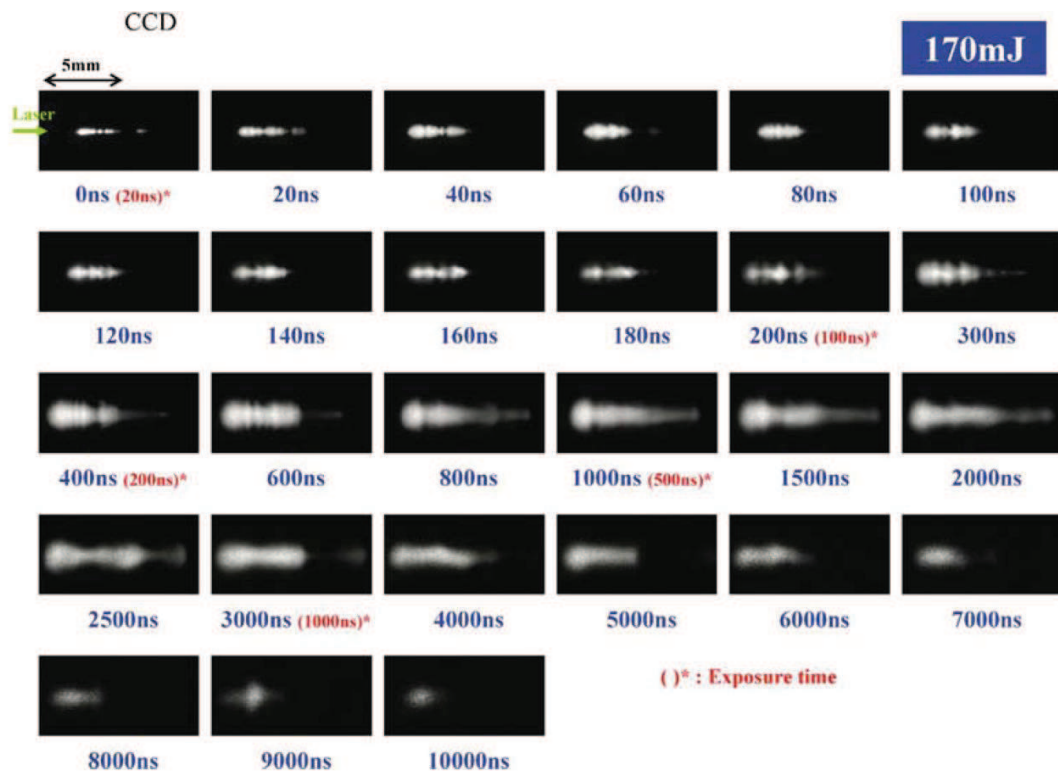 CCD
170mJ
5mm
Laser
0ns (20ns)*
20ns
40ns
60ns
80ns
100ns
120ns
140ns
160ns
180ns
200ns (100ns)*
300ns
400ns (200ns)*
600ns
800ns
1000ns (500ns)*
1500ns
2000ns
2500ns
3000ns (1000ns)*
4000ns
5000ns
6000ns
7000ns
( )* : Exposure time
8000ns
9000ns
10000ns